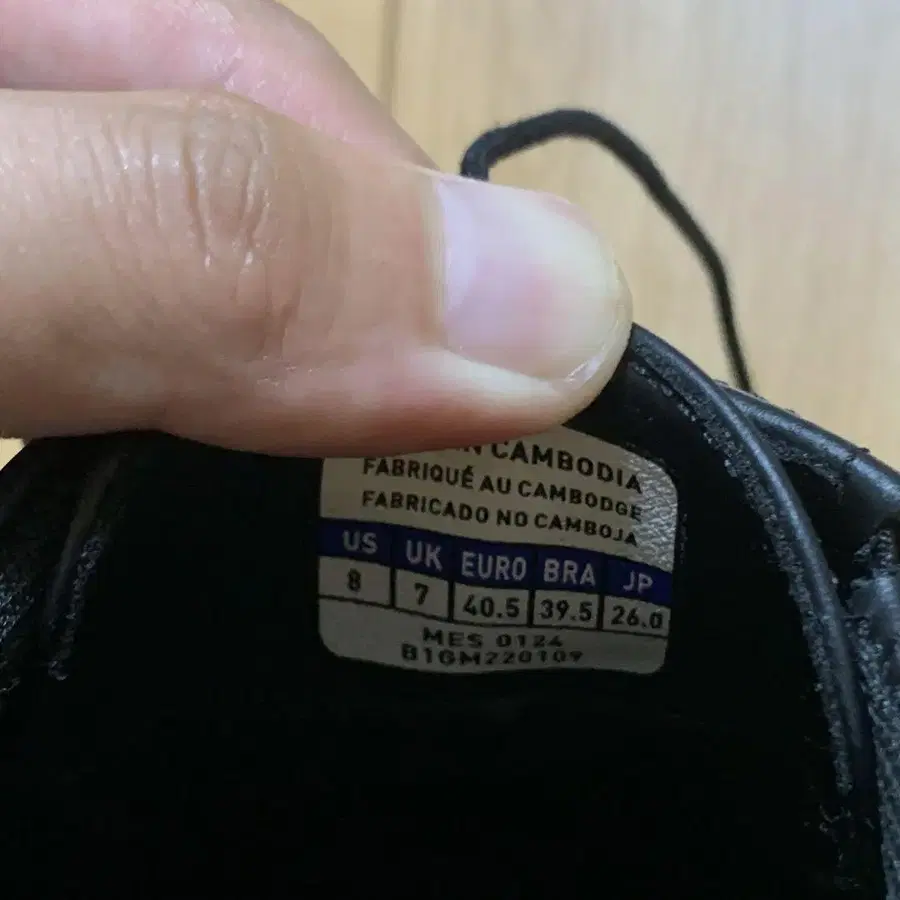 CAMBODIA
FABRIQUÉ AU CAMBODGE
FABRICADO NO CAMBOJA
US UK EURO BRA JP
8 7 40.5 39.5 26.0
MES 0124
B1GM220109